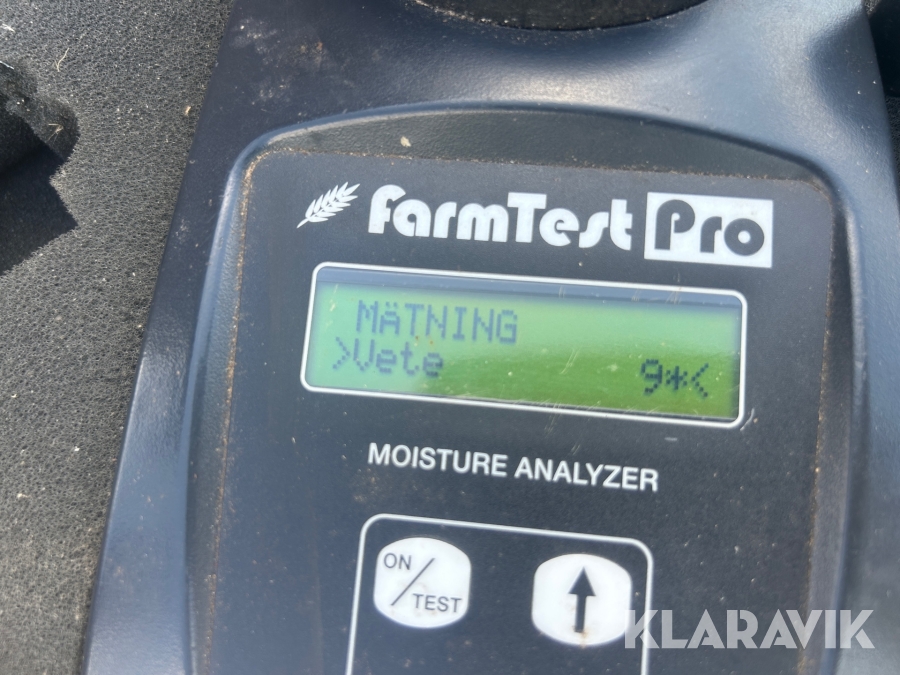 FarmTest Pro
MÄTNING
>Vete 9*<
MOISTURE ANALYZER
ON/TEST
KLARAVIK